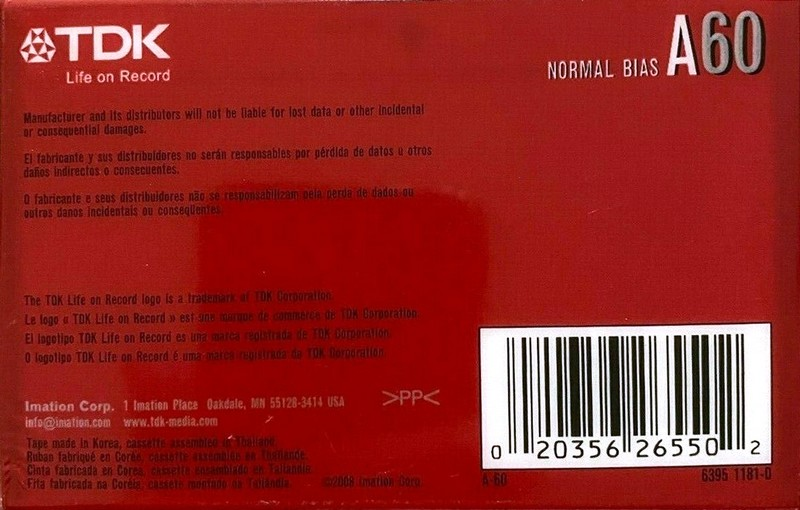 TDK
Life on Record
NORMAL BIAS A60
Manufacturer and its distributors will not be liable for lost data or other incidental
or consequential damages.
El fabricante y sus distribuidores no serán responsables por pérdida de datos u otros
daños indirectos o consecuentes.
O fabricante e seus distribuidores não se responsabilizam pela perda de dados ou
outros danos incidentais ou conseqüentes.
The TDK Life on Record logo is a trademark of TDK Corporation.
Le logo « TDK Life on Record » est une marque de commerce de TDK Corporation.
El logotipo TDK Life on Record es una marca registrada de TDK Corporation.
O logotipo TDK Life on Record é uma marca registrada da TDK Corporation.
Imation Corp. 1 Imation Place Oakdale, MN 55128-3414 USA
info@imation.com www.tdk-media.com
>PP<
Tape made in Korea, cassette assembled in Thailand.
Ruban fabriqué en Corée, cassette assemblée en Thaïlande.
Cinta fabricada en Corea, cassette ensamblado en Tailandia.
Fita fabricada na Coréia, cassete montado na Tailândia.
©2008 Imation Corp.
0 20356 26550 2
A-60
6395 1181-0